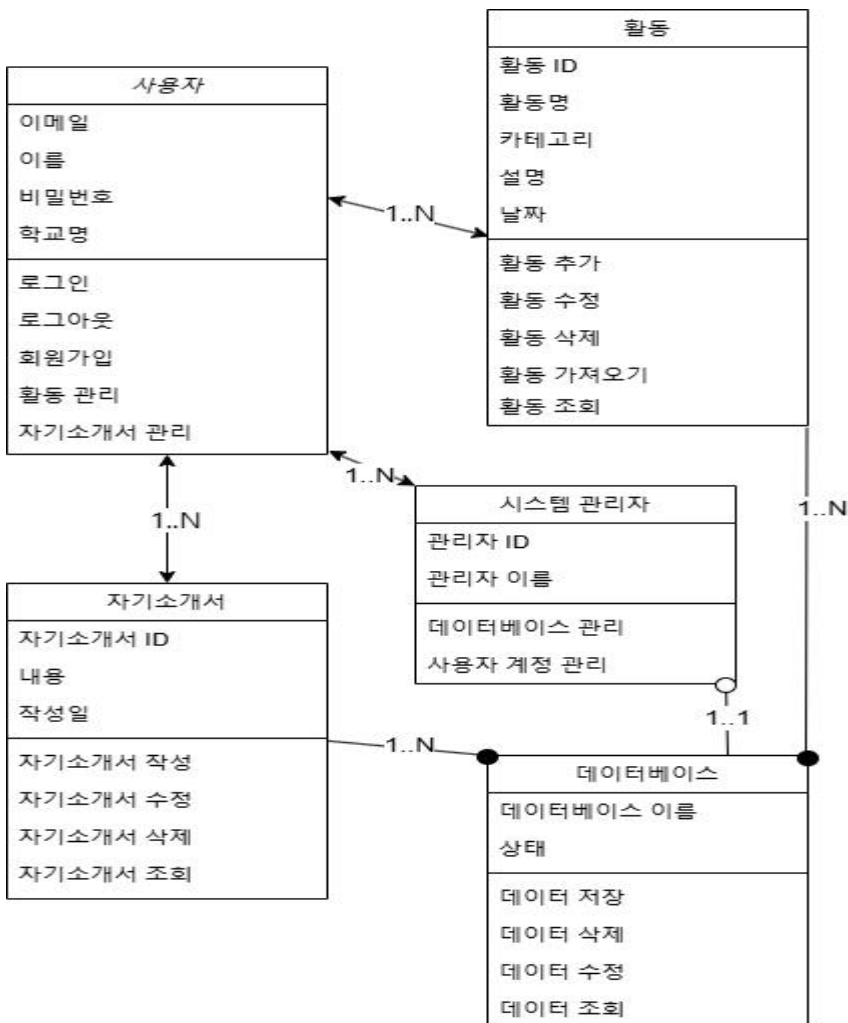 사용자
이메일
이름
비밀번호
학교명
로그인
로그아웃
회원가입
활동 관리
자기소개서 관리
1..N
활동
활동 ID
활동명
카테고리
설명
날짜
활동 추가
활동 수정
활동 삭제
활동 가져오기
활동 조회
1..N
1..N
1..N
시스템 관리자
관리자 ID
관리자 이름
데이터베이스 관리
사용자 계정 관리
1..1
자기소개서
자기소개서 ID
내용
작성일
자기소개서 작성
자기소개서 수정
자기소개서 삭제
자기소개서 조회
1..N
데이터베이스
데이터베이스 이름
상태
데이터 저장
데이터 삭제
데이터 수정
데이터 조회